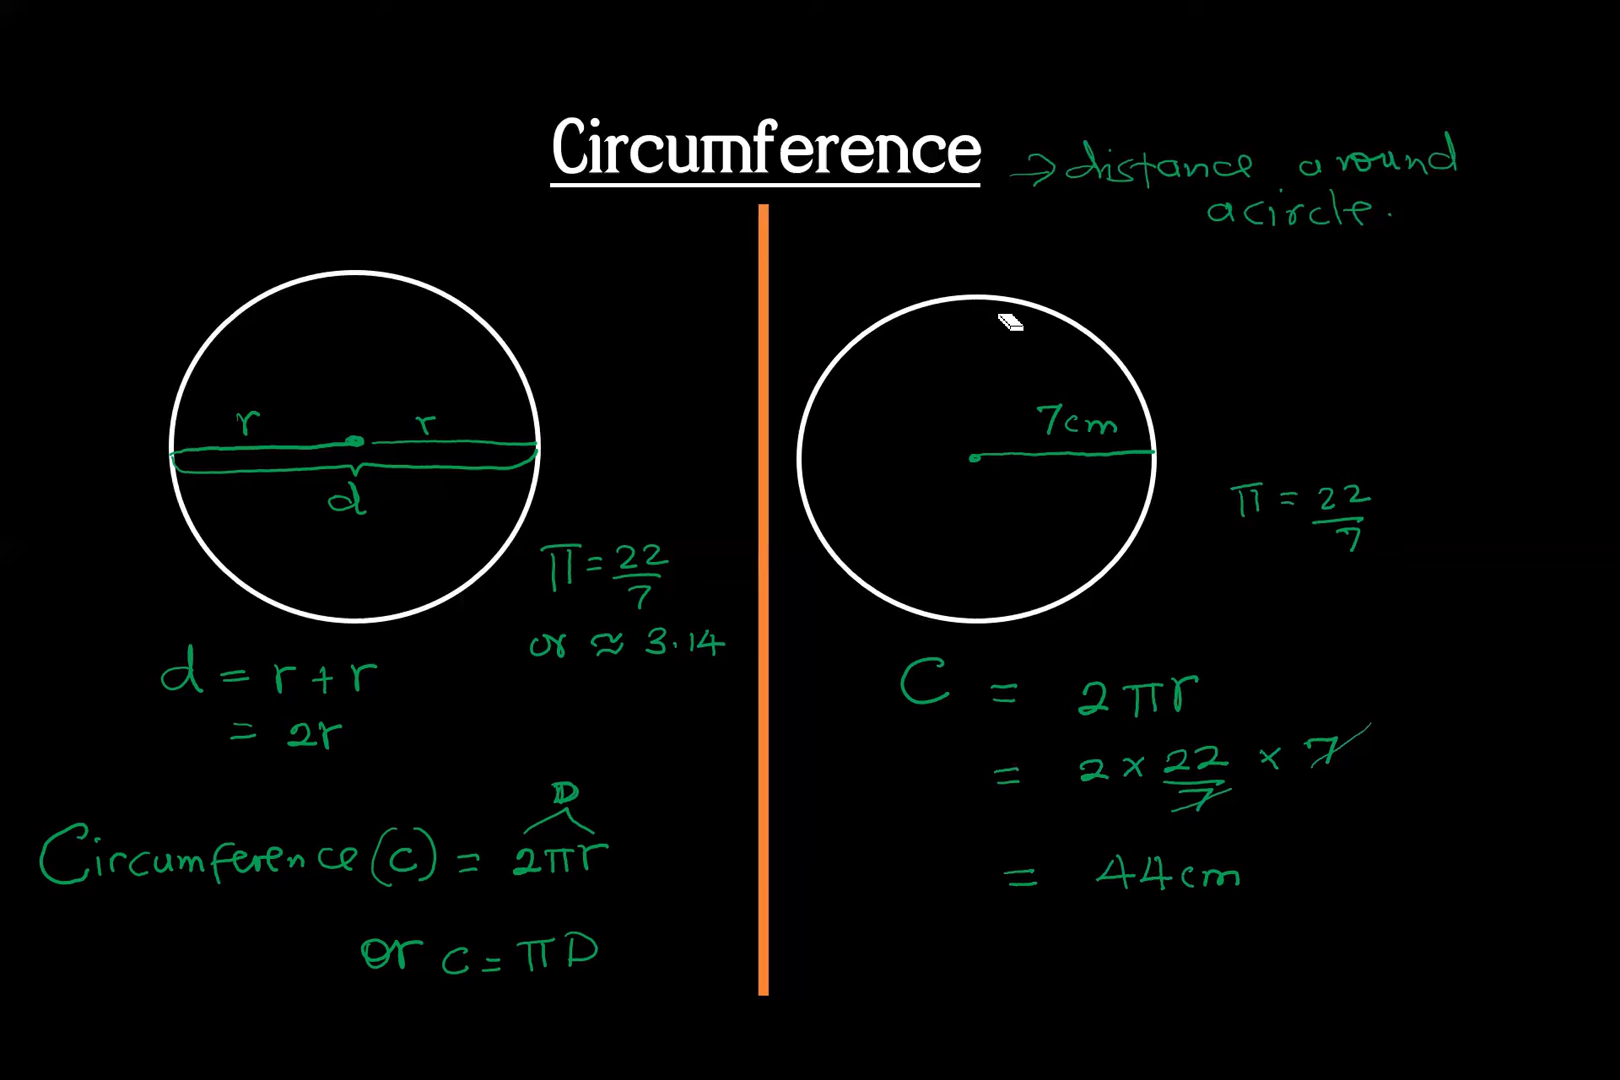 Circumference → distance around
a circle.
r r
d
π = 22/7
or ≈ 3.14
d = r + r
= 2r
D
Circumference (c) = 2πr
or c = πD
7cm
π = 22/7
C = 2πr
= 2 × 22/7 × 7
= 44cm